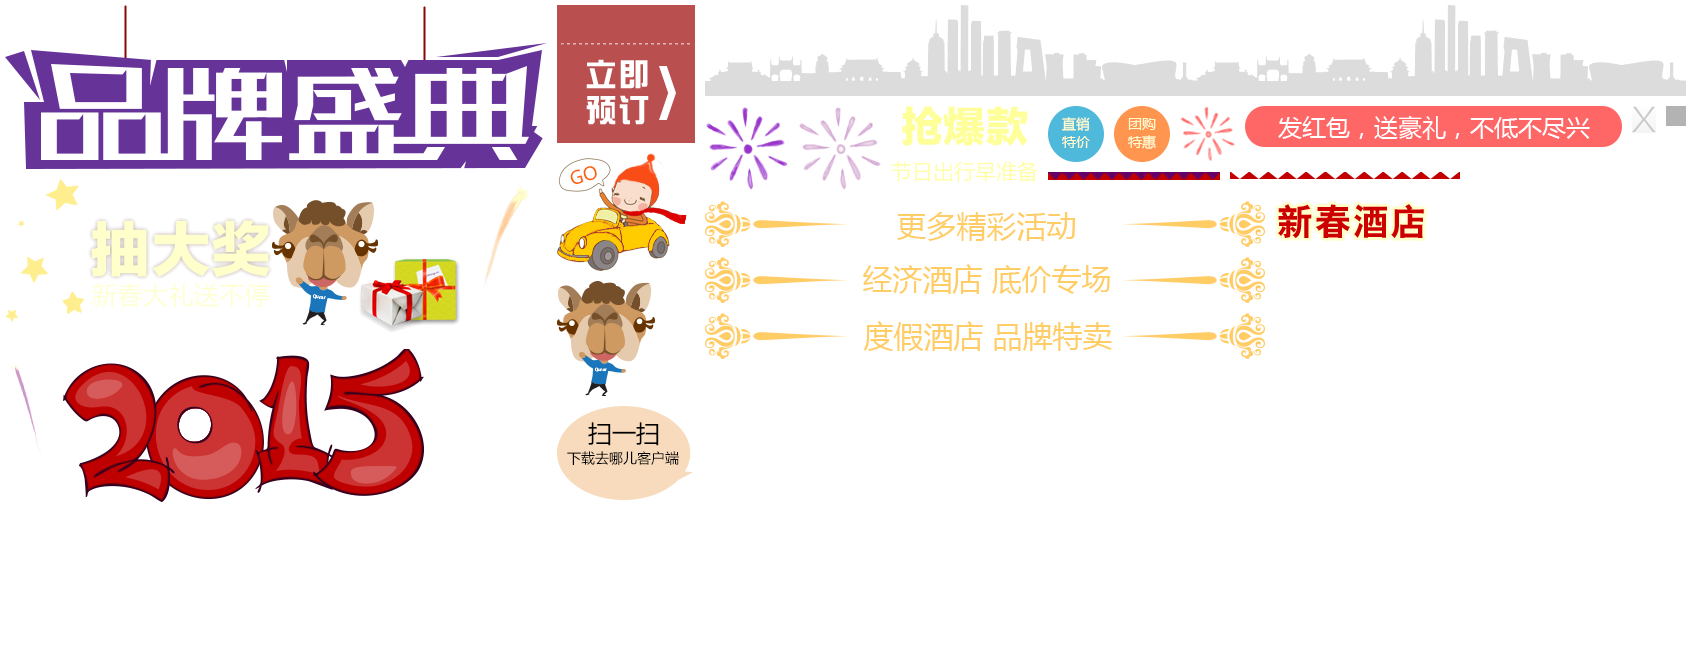 品牌盛典
立即
预订
抢爆款
节日出行早准备
直销
特价
团购
特惠
发红包，送豪礼，不低不尽兴
GO
抽大奖
新春大礼送不停
更多精彩活动
新春酒店
经济酒店 底价专场
度假酒店 品牌特卖
2015
扫一扫
下载去哪儿客户端